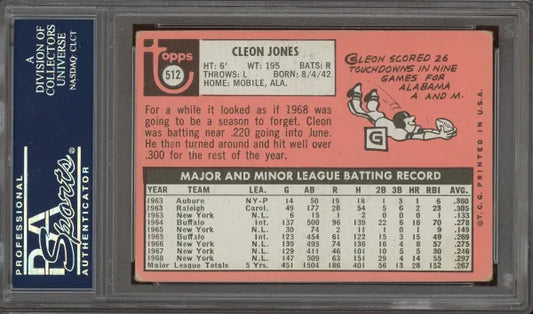 A
DIVISION OF
COLLECTORS
UNIVERSE
NASDAQ: CLCT
PROFESSIONAL
PSA
Sports®
AUTHENTICATOR
Topps
512
CLEON JONES
HT: 6' WT: 195 BATS: R
THROWS: L BORN: 8/4/42
HOME: MOBILE, ALA.
CLEON SCORED 26
TOUCHDOWNS IN NINE
GAMES FOR
ALABAMA
A AND M.
G
For a while it looked as if 1968 was
going to be a season to forget. Cleon
was batting near .220 going into June.
He then turned around and hit well over
.300 for the rest of the year.
MAJOR AND MINOR LEAGUE BATTING RECORD
YEAR TEAM LEA. G AB R H 2B 3B HR RBI AVG.
1963 Auburn NY-P 14 50 19 18 1 3 1 6 .360
1963 Raleigh Carol. 49 177 28 54 5 6 2 23 .305
1963 New York N.L. 6 15 1 2 0 0 0 1 .133
1964 Buffalo Int. 137 500 96 139 22 6 16 70 .278
1965 New York N.L. 30 74 2 11 1 0 1 9 .149
1965 Buffalo Int. 123 454 61 122 15 3 15 49 .269
1966 New York N.L. 139 495 74 136 16 4 8 57 .275
1967 New York N.L. 129 411 46 101 10 5 5 30 .246
1968 New York N.L. 147 509 63 151 29 4 14 55 .297
Major League Totals 5 Yrs. 451 1504 186 401 56 13 28 152 .267
© T.C.G. PRINTED IN U.S.A.